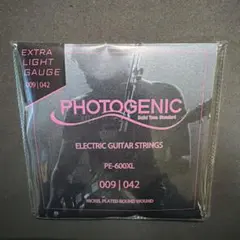 EXTRA
LIGHT
GAUGE
009 | 042
PHOTOGENIC
Solid Tone Standard
ELECTRIC GUITAR STRINGS
PE-600XL
009 | 042
NICKEL PLATED ROUND WOUND